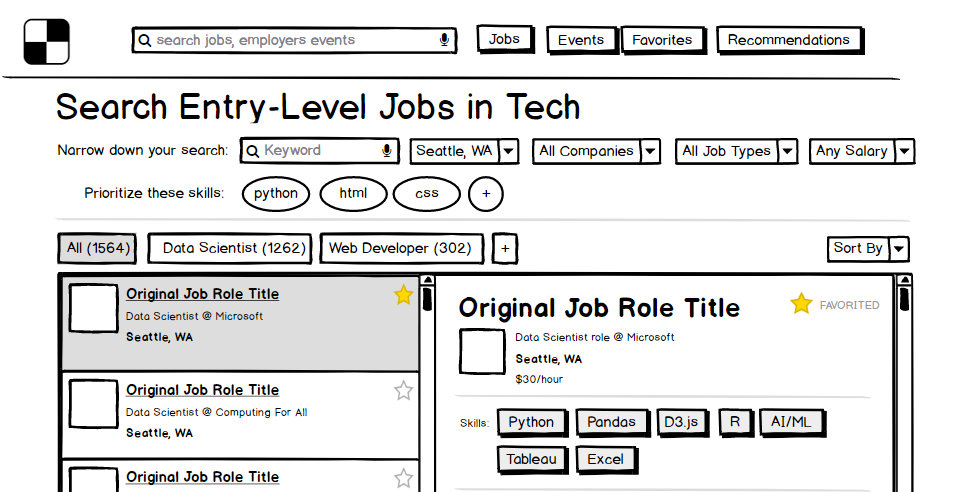 search jobs, employers events Jobs Events Favorites Recommendations
Search Entry-Level Jobs in Tech
Narrow down your search: Keyword Seattle, WA All Companies All Job Types Any Salary
Prioritize these skills: python html css +
All (1564) Data Scientist (1262) Web Developer (302) + Sort By
Original Job Role Title
Data Scientist @ Microsoft
Seattle, WA
Original Job Role Title
Data Scientist @ Computing For All
Seattle, WA
Original Job Role Title
Original Job Role Title FAVORITED
Data Scientist role @ Microsoft
Seattle, WA
$30/hour
Skills: Python Pandas D3.js R AI/ML
Tableau Excel